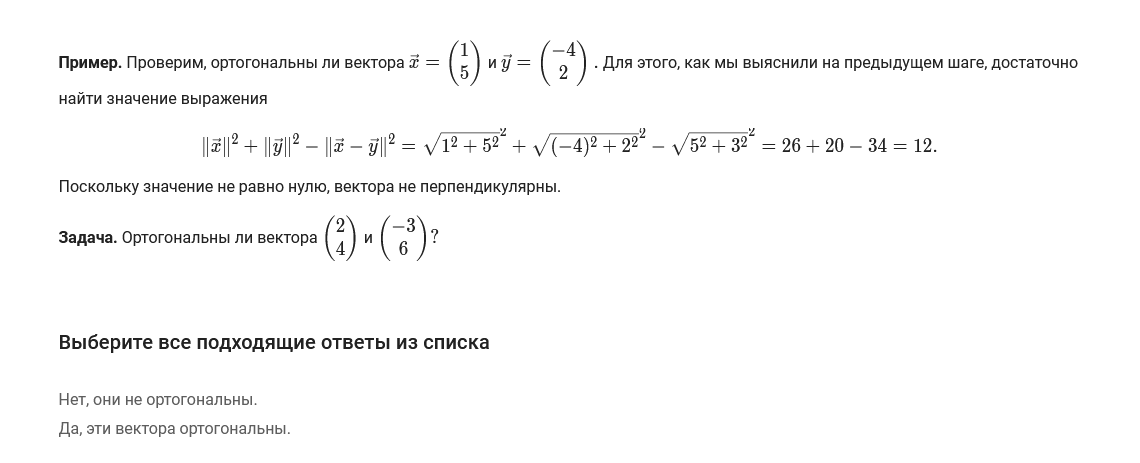 Пример. Проверим, ортогональны ли вектора $\vec{x} = \begin{pmatrix} 1 \\ 5 \end{pmatrix}$ и $\vec{y} = \begin{pmatrix} -4 \\ 2 \end{pmatrix}$ . Для этого, как мы выяснили на предыдущем шаге, достаточно
найти значение выражения
$\|\vec{x}\|^2 + \|\vec{y}\|^2 - \|\vec{x} - \vec{y}\|^2 = \sqrt{1^2 + 5^2}^2 + \sqrt{(-4)^2 + 2^2}^2 - \sqrt{5^2 + 3^2}^2 = 26 + 20 - 34 = 12.$
Поскольку значение не равно нулю, вектора не перпендикулярны.
Задача. Ортогональны ли вектора $\begin{pmatrix} 2 \\ 4 \end{pmatrix}$ и $\begin{pmatrix} -3 \\ 6 \end{pmatrix}$?
Выберите все подходящие ответы из списка
Нет, они не ортогональны.
Да, эти вектора ортогональны.